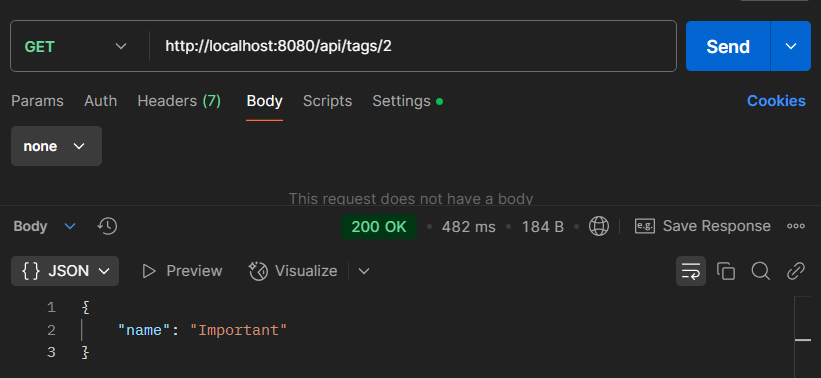 GET http://localhost:8080/api/tags/2 Send
Params Auth Headers (7) Body Scripts Settings Cookies
none
This request does not have a body
Body 200 OK 482 ms 184 B e.g. Save Response
{} JSON Preview Visualize
1 {
2 "name": "Important"
3 }